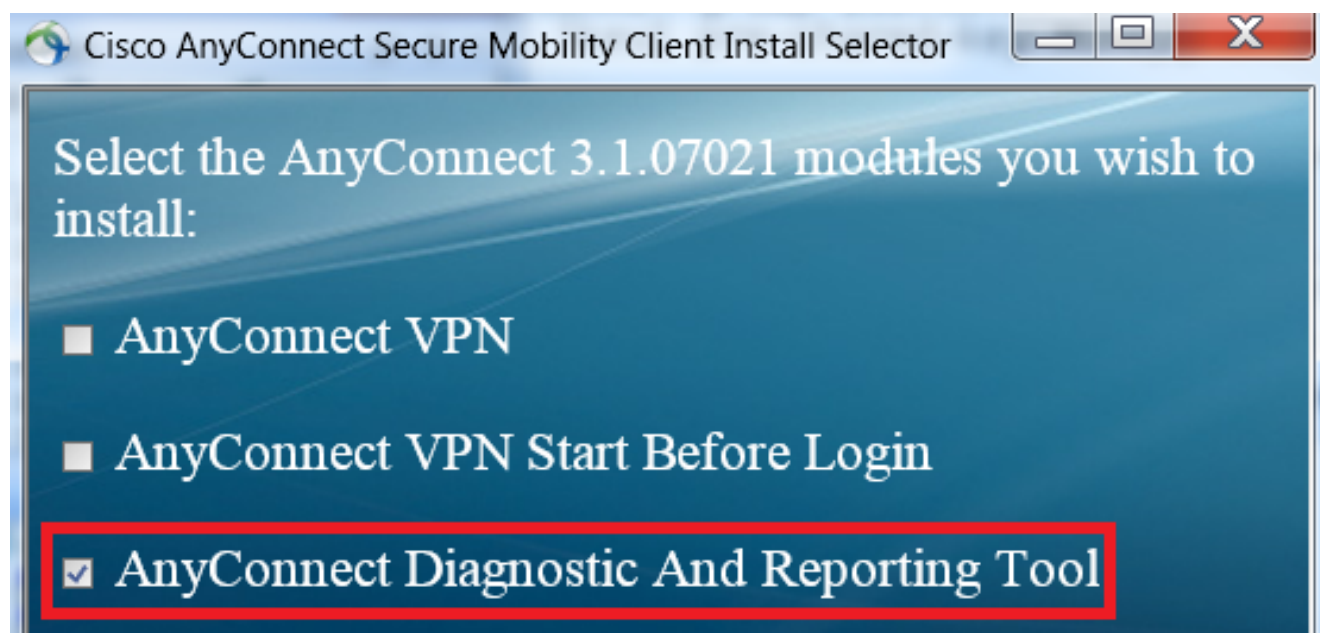 Cisco AnyConnect Secure Mobility Client Install Selector
Select the AnyConnect 3.1.07021 modules you wish to
install:
AnyConnect VPN
AnyConnect VPN Start Before Login
AnyConnect Diagnostic And Reporting Tool